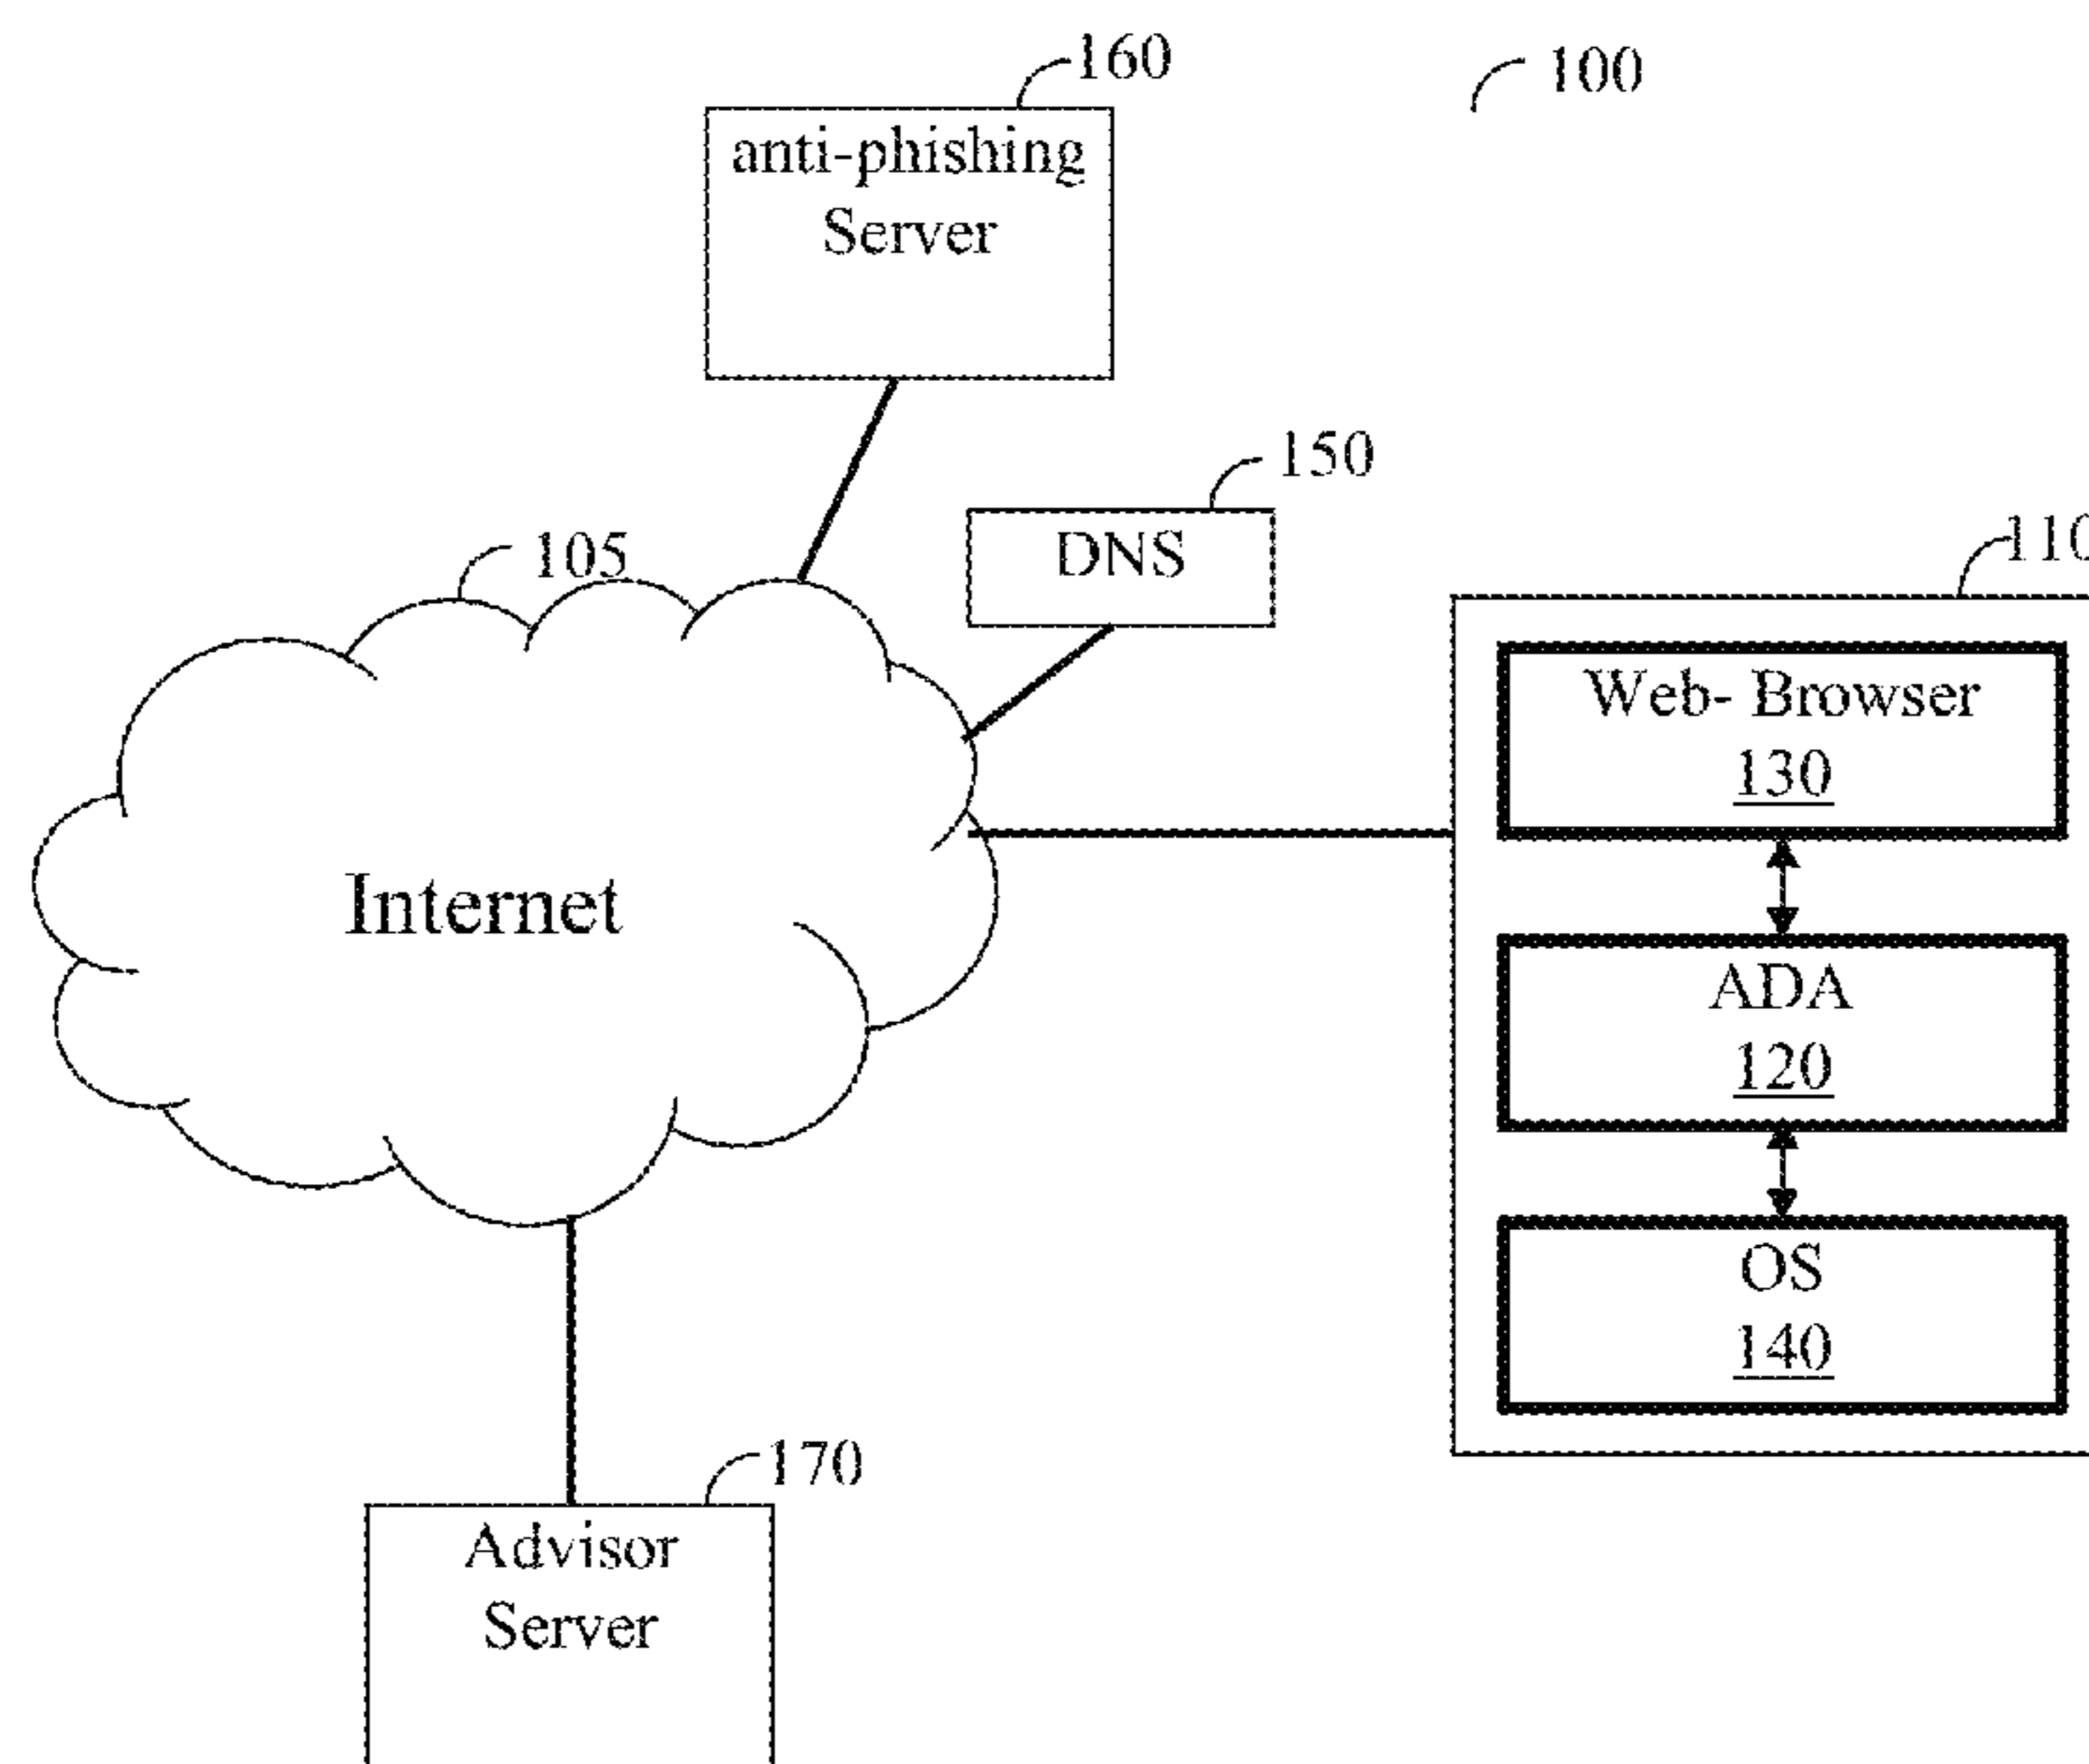 160
100
anti-phishing
Server
150
DNS
105
110
Web- Browser
130
Internet
ADA
120
OS
140
170
Advisor
Server